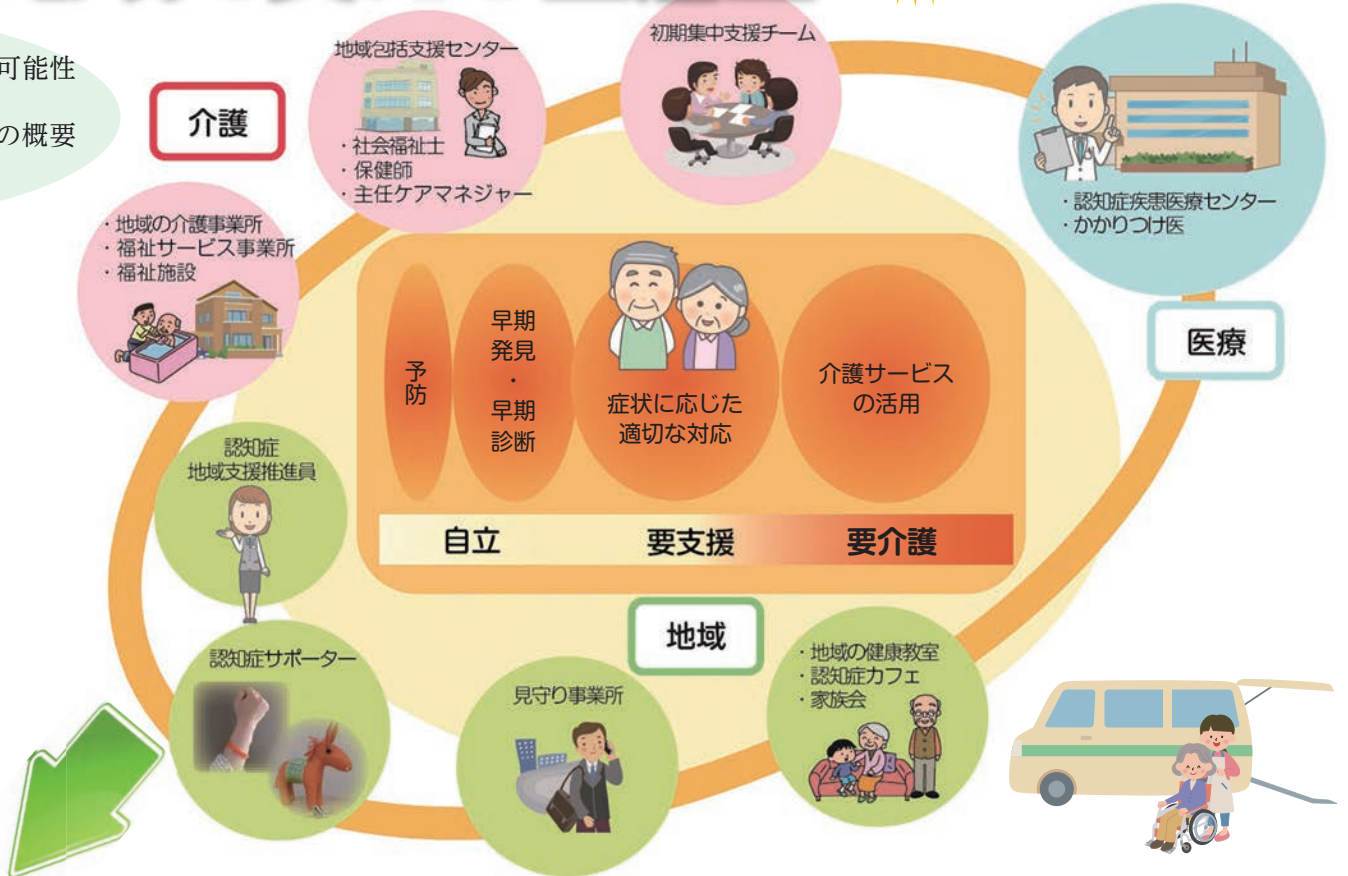 可能性
の概要
介護
地域包括支援センター
・社会福祉士
・保健師
・主任ケアマネジャー
初期集中支援チーム
・認知症疾患医療センター
・かかりつけ医
医療
・地域の介護事業所
・福祉サービス事業所
・福祉施設
予防
早期
発見
・
早期
診断
症状に応じた
適切な対応
介護サービス
の活用
自立
要支援
要介護
認知症
地域支援推進員
地域
認知症サポーター
見守り事業所
・地域の健康教室
・認知症カフェ
・家族会